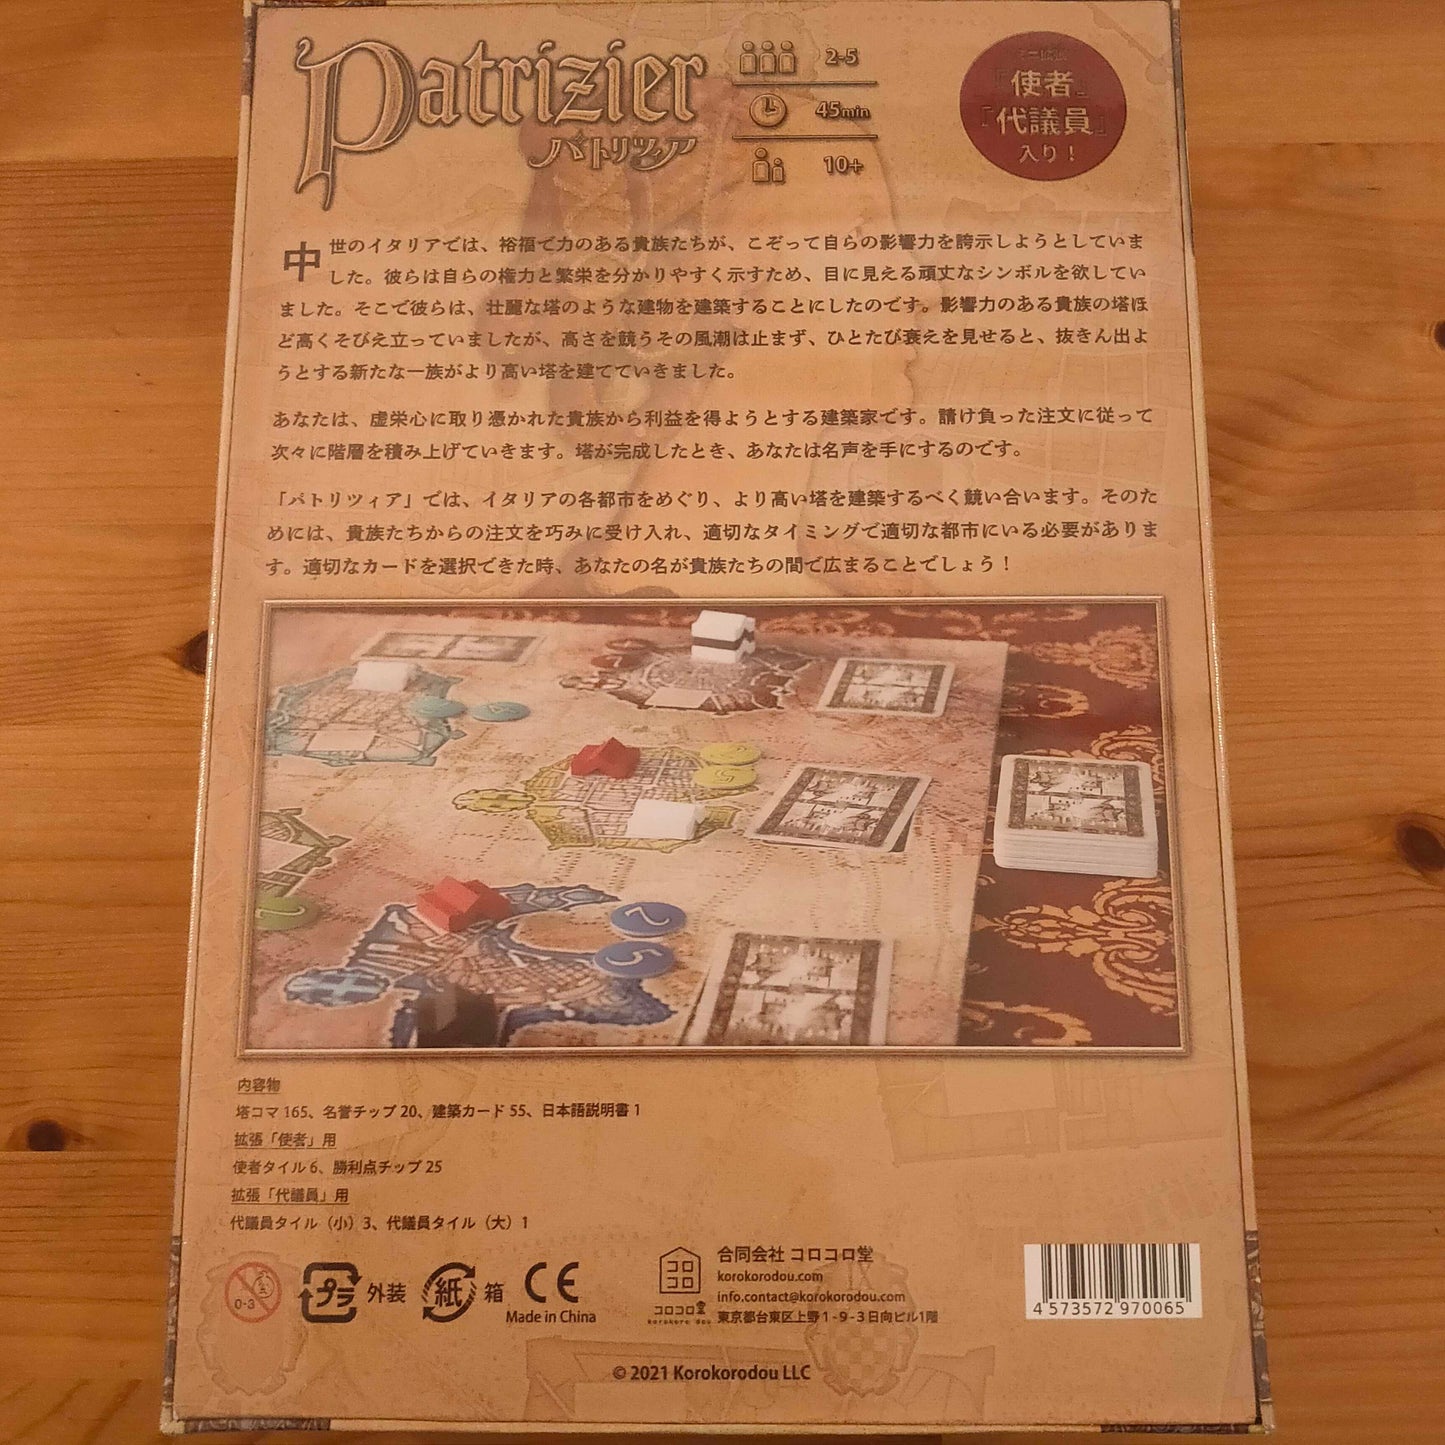 Patrizier
パトリツィア
2-5
45min
10+
『使者』
『代議員』
入り！
中世のイタリアでは、裕福で力のある貴族たちが、こぞって自らの影響力を誇示しようとしていま
した。彼らは自らの権力と繁栄を分かりやすく示すため、目に見える頑丈なシンボルを欲してい
ました。そこで彼らは、壮麗な塔のような建物を建築することにしたのです。影響力のある貴族の塔ほ
ど高くそびえ立っていましたが、高さを競うその風潮は止まず、ひとたび衰えを見せると、抜きん出よ
うとする新たな一族がより高い塔を建てていきました。
あなたは、虚栄心に取り憑かれた貴族から利益を得ようとする建築家です。請け負った注文に従って
次々に階層を積み上げていきます。塔が完成したとき、あなたは名声を手にするのです。
「パトリツィア」では、イタリアの各都市をめぐり、より高い塔を建築するべく競い合います。そのた
めには、貴族たちからの注文を巧みに受け入れ、適切なタイミングで適切な都市にいる必要がありま
す。適切なカードを選択できた時、あなたの名が貴族たちの間で広まることでしょう！
2
5
内容物
塔コマ 165、名誉チップ 20、建築カード 55、日本語説明書 1
拡張「使者」用
使者タイル 6、勝利点チップ 25
拡張「代議員」用
代議員タイル（小）3、代議員タイル（大）1
0-3
プラ 外装
紙 箱
CE
Made in China
コロコロ
コロコロ堂
korokoro dou
合同会社 コロコロ堂
korokorodou.com
info.contact@korokorodou.com
東京都台東区上野1-9-3日向ビル1階
4 573572 970065
© 2021 Korokorodou LLC